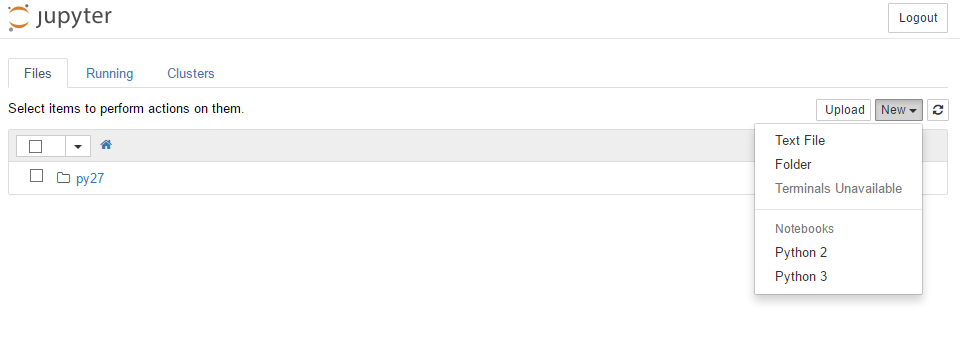 jupyter
Logout
Files Running Clusters
Select items to perform actions on them.
Upload New
py27
Text File
Folder
Terminals Unavailable
Notebooks
Python 2
Python 3